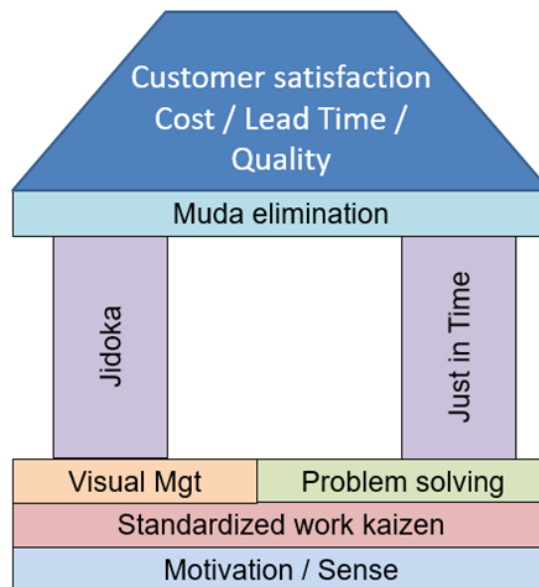 Customer satisfaction
Cost / Lead Time /
Quality
Muda elimination
Jidoka
Just in Time
Visual Mgt
Problem solving
Standardized work kaizen
Motivation / Sense